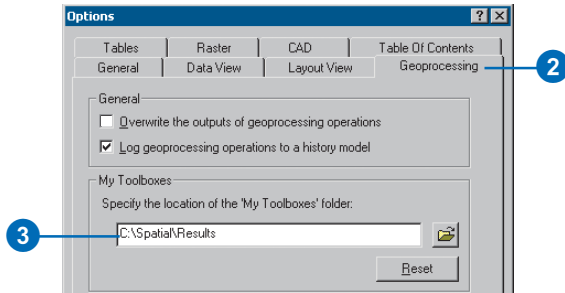 Options
Tables Raster CAD Table Of Contents
General Data View Layout View Geoprocessing 2
General
Overwrite the outputs of geoprocessing operations
Log geoprocessing operations to a history model
My Toolboxes
Specify the location of the 'My Toolboxes' folder:
3 C:\Spatial\Results
Reset